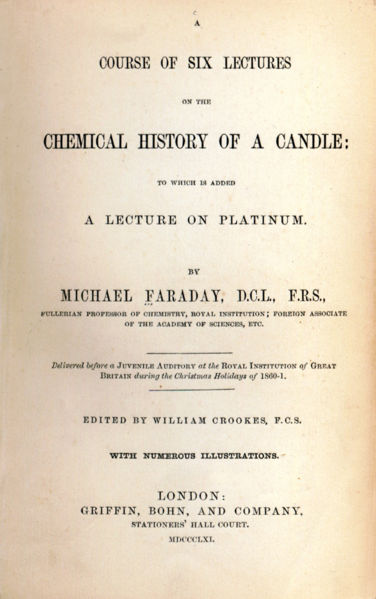 A
COURSE OF SIX LECTURES
ON THE
CHEMICAL HISTORY OF A CANDLE:
TO WHICH IS ADDED
A LECTURE ON PLATINUM.
BY
MICHAEL FARADAY, D.C.L., F.R.S.,
FULLERIAN PROFESSOR OF CHEMISTRY, ROYAL INSTITUTION; FOREIGN ASSOCIATE
OF THE ACADEMY OF SCIENCES, ETC.
Delivered before a JUVENILE AUDITORY at the ROYAL INSTITUTION of GREAT
BRITAIN during the Christmas Holidays of 1860-1.
EDITED BY WILLIAM CROOKES, F.C.S.
WITH NUMEROUS ILLUSTRATIONS.
LONDON:
GRIFFIN, BOHN, AND COMPANY,
STATIONERS' HALL COURT.
MDCCCLXI.